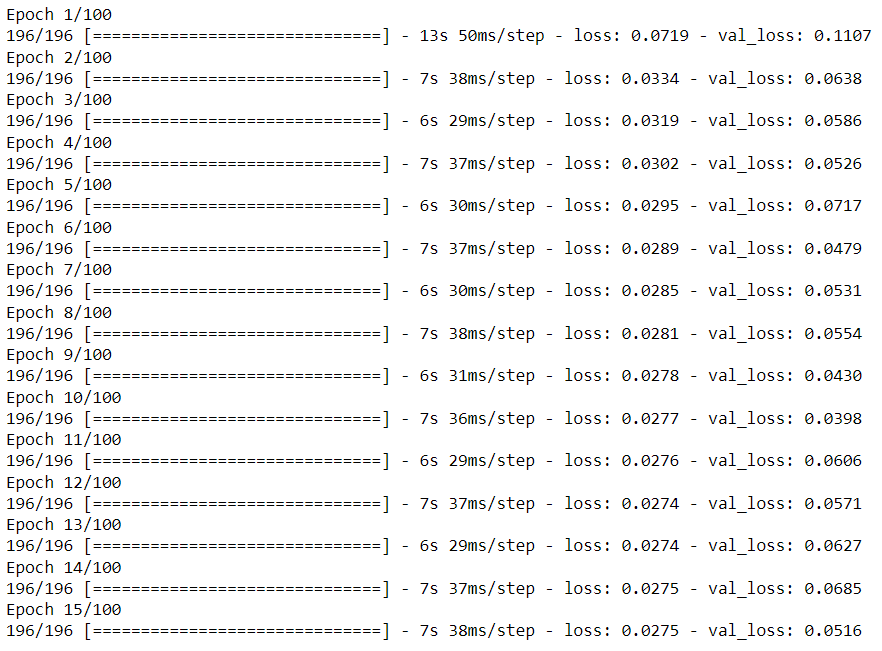 Epoch 1/100
196/196 [==============================] - 13s 50ms/step - loss: 0.0719 - val_loss: 0.1107
Epoch 2/100
196/196 [==============================] - 7s 38ms/step - loss: 0.0334 - val_loss: 0.0638
Epoch 3/100
196/196 [==============================] - 6s 29ms/step - loss: 0.0319 - val_loss: 0.0586
Epoch 4/100
196/196 [==============================] - 7s 37ms/step - loss: 0.0302 - val_loss: 0.0526
Epoch 5/100
196/196 [==============================] - 6s 30ms/step - loss: 0.0295 - val_loss: 0.0717
Epoch 6/100
196/196 [==============================] - 7s 37ms/step - loss: 0.0289 - val_loss: 0.0479
Epoch 7/100
196/196 [==============================] - 6s 30ms/step - loss: 0.0285 - val_loss: 0.0531
Epoch 8/100
196/196 [==============================] - 7s 38ms/step - loss: 0.0281 - val_loss: 0.0554
Epoch 9/100
196/196 [==============================] - 6s 31ms/step - loss: 0.0278 - val_loss: 0.0430
Epoch 10/100
196/196 [==============================] - 7s 36ms/step - loss: 0.0277 - val_loss: 0.0398
Epoch 11/100
196/196 [==============================] - 6s 29ms/step - loss: 0.0276 - val_loss: 0.0606
Epoch 12/100
196/196 [==============================] - 7s 37ms/step - loss: 0.0274 - val_loss: 0.0571
Epoch 13/100
196/196 [==============================] - 6s 29ms/step - loss: 0.0274 - val_loss: 0.0627
Epoch 14/100
196/196 [==============================] - 7s 37ms/step - loss: 0.0275 - val_loss: 0.0685
Epoch 15/100
196/196 [==============================] - 7s 38ms/step - loss: 0.0275 - val_loss: 0.0516